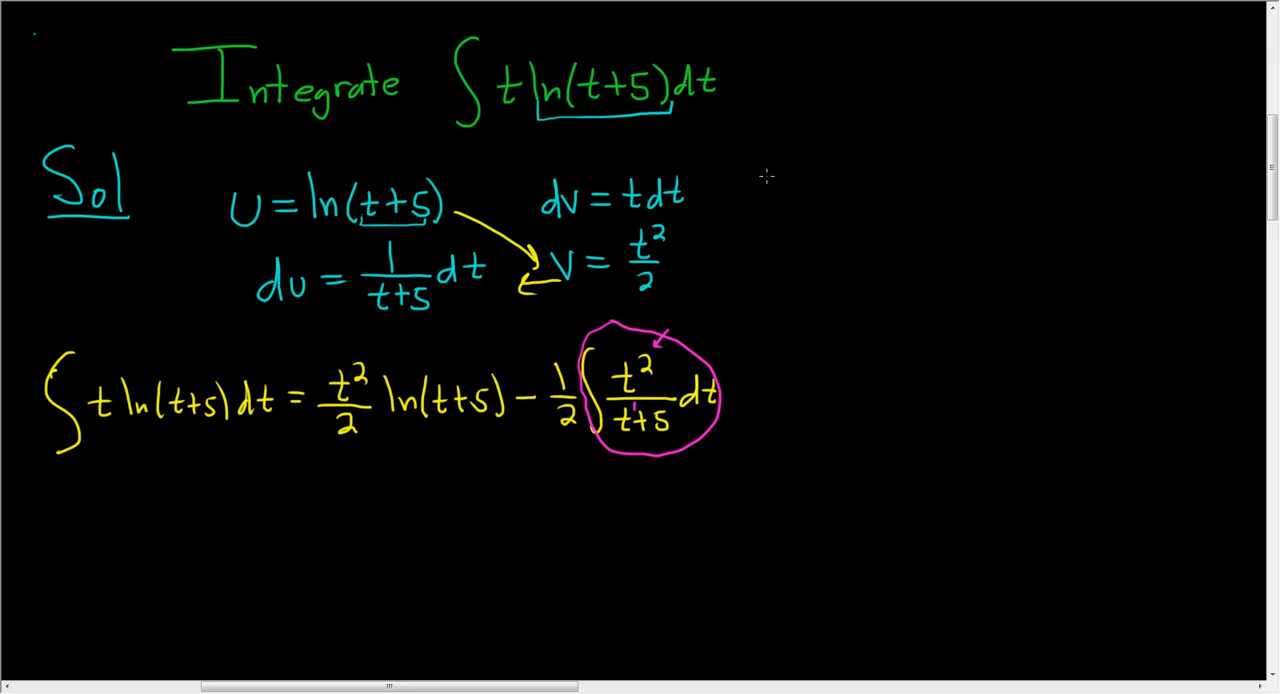 Integrate ∫ t ln(t+5) dt
Sol
u = ln(t+5) dv = t dt
du = 1/(t+5) dt v = t²/2
∫ t ln(t+5) dt = t²/2 ln(t+5) − 1/2 ∫ t²/(t+5) dt